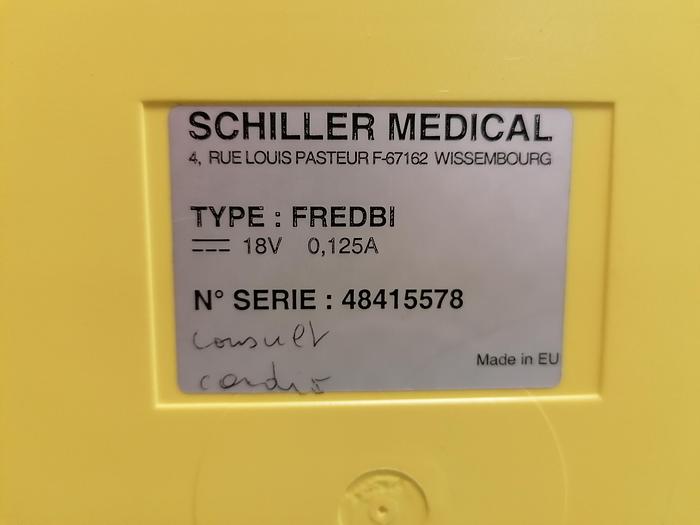 SCHILLER MEDICAL
4, RUE LOUIS PASTEUR F-67162 WISSEMBOURG
TYPE : FREDBI
18V 0,125A
N° SERIE : 48415578
consult
cardio
Made in EU